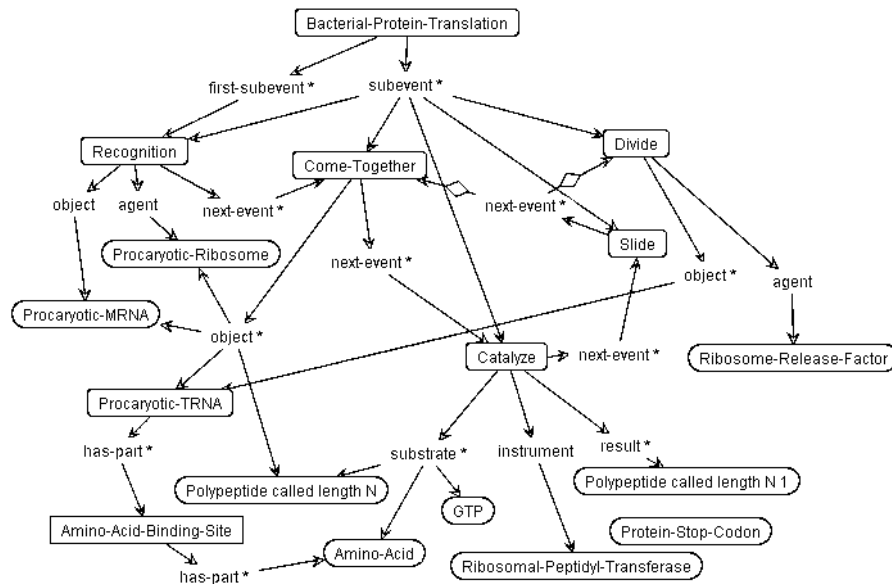 Bacterial-Protein-Translation
first-subevent *
subevent *
Recognition
Come-Together
Divide
object
agent
next-event *
next-event *
Procaryotic-Ribosome
next-event *
Slide
object *
agent
Procaryotic-MRNA
object *
Catalyze
next-event *
Ribosome-Release-Factor
Procaryotic-TRNA
has-part *
substrate *
instrument
result *
Polypeptide called length N
Polypeptide called length N 1
GTP
Amino-Acid-Binding-Site
Protein-Stop-Codon
Amino-Acid
has-part *
Ribosomal-Peptidyl-Transferase